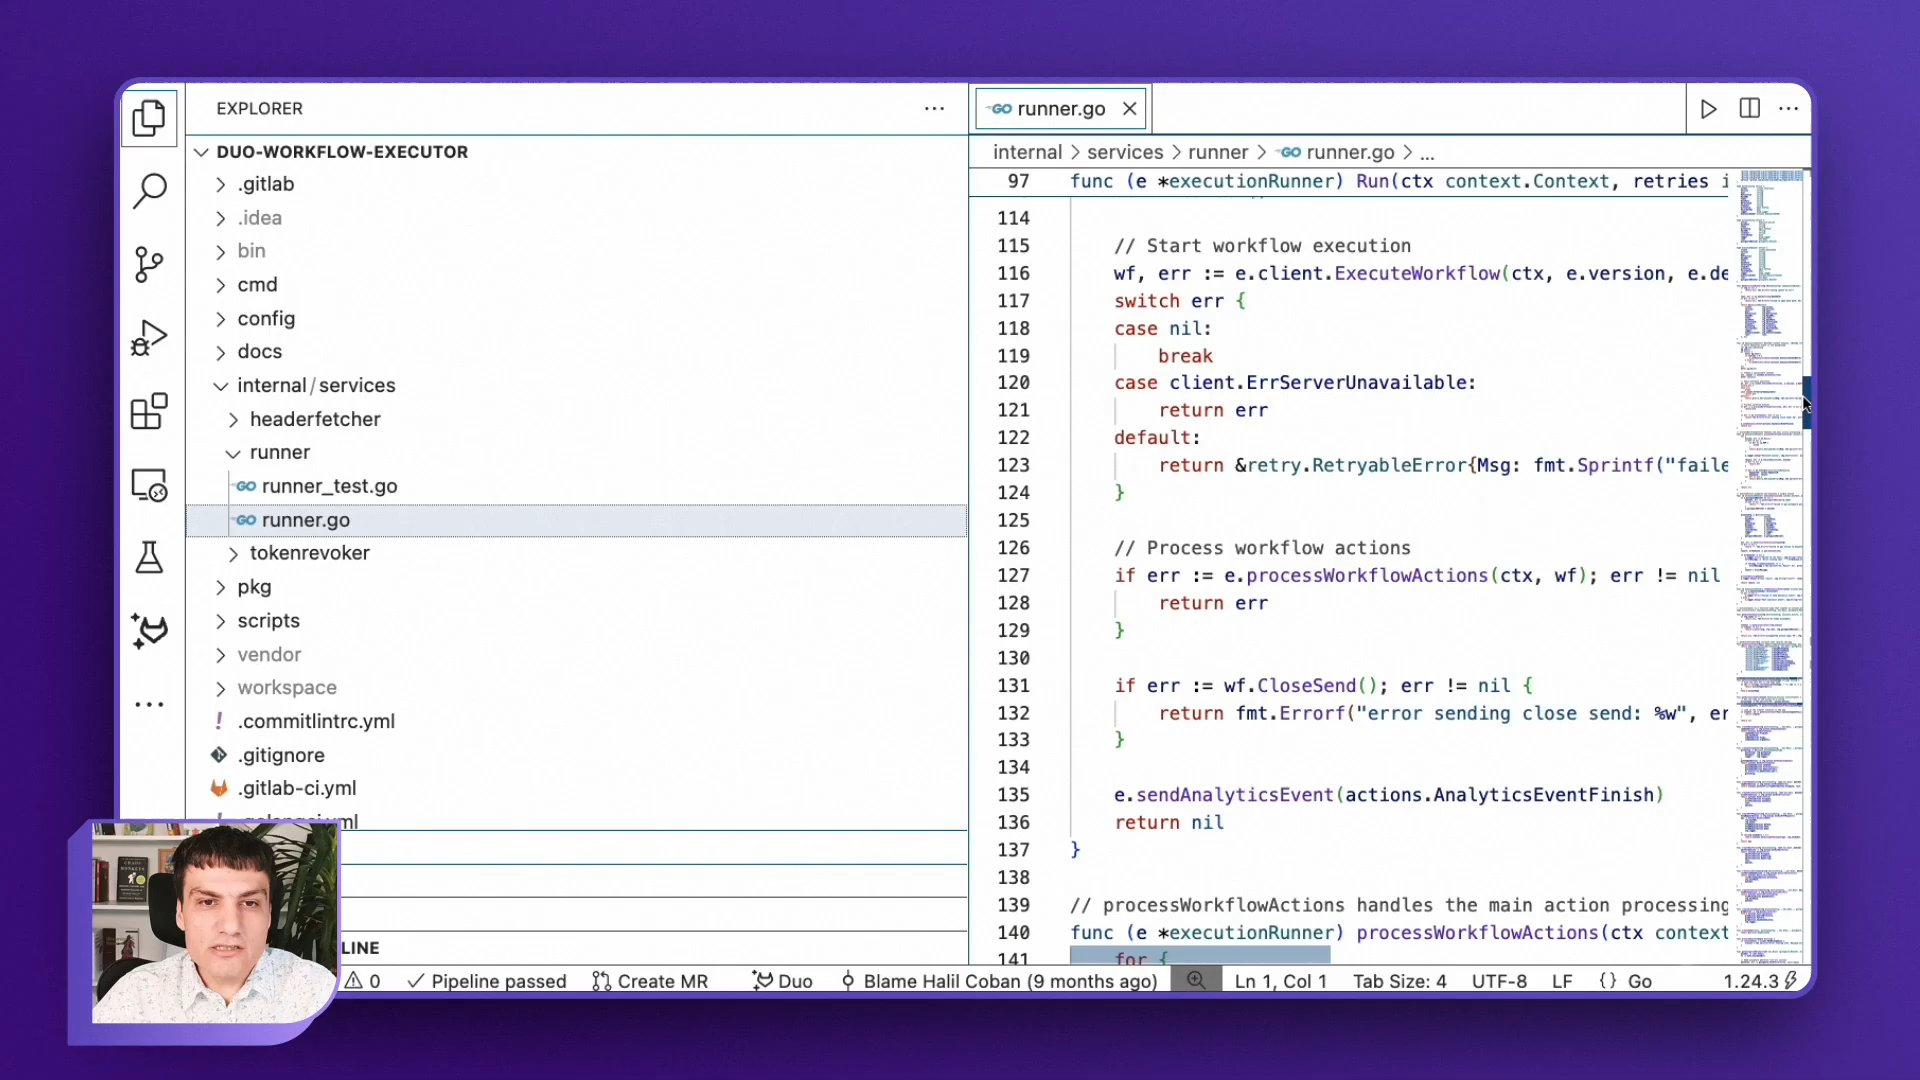 EXPLORER
DUO-WORKFLOW-EXECUTOR
.gitlab
.idea
bin
cmd
config
docs
internal/services
headerfetcher
runner
runner_test.go
runner.go
tokenrevoker
pkg
scripts
vendor
workspace
.commitlintrc.yml
.gitignore
.gitlab-ci.yml
LINE
runner.go
internal > services > runner > runner.go > ...
97 func (e *executionRunner) Run(ctx context.Context, retries i
114
115 // Start workflow execution
116 wf, err := e.client.ExecuteWorkflow(ctx, e.version, e.de
117 switch err {
118 case nil:
119 break
120 case client.ErrServerUnavailable:
121 return err
122 default:
123 return &retry.RetryableError{Msg: fmt.Sprintf("faile
124 }
125
126 // Process workflow actions
127 if err := e.processWorkflowActions(ctx, wf); err != nil
128 return err
129 }
130
131 if err := wf.CloseSend(); err != nil {
132 return fmt.Errorf("error sending close send: %w", er
133 }
134
135 e.sendAnalyticsEvent(actions.AnalyticsEventFinish)
136 return nil
137 }
138
139 // processWorkflowActions handles the main action processing
140 func (e *executionRunner) processWorkflowActions(ctx context
141 for {
0 Pipeline passed Create MR Duo Blame Halil Coban (9 months ago) Ln 1, Col 1 Tab Size: 4 UTF-8 LF {} Go 1.24.3